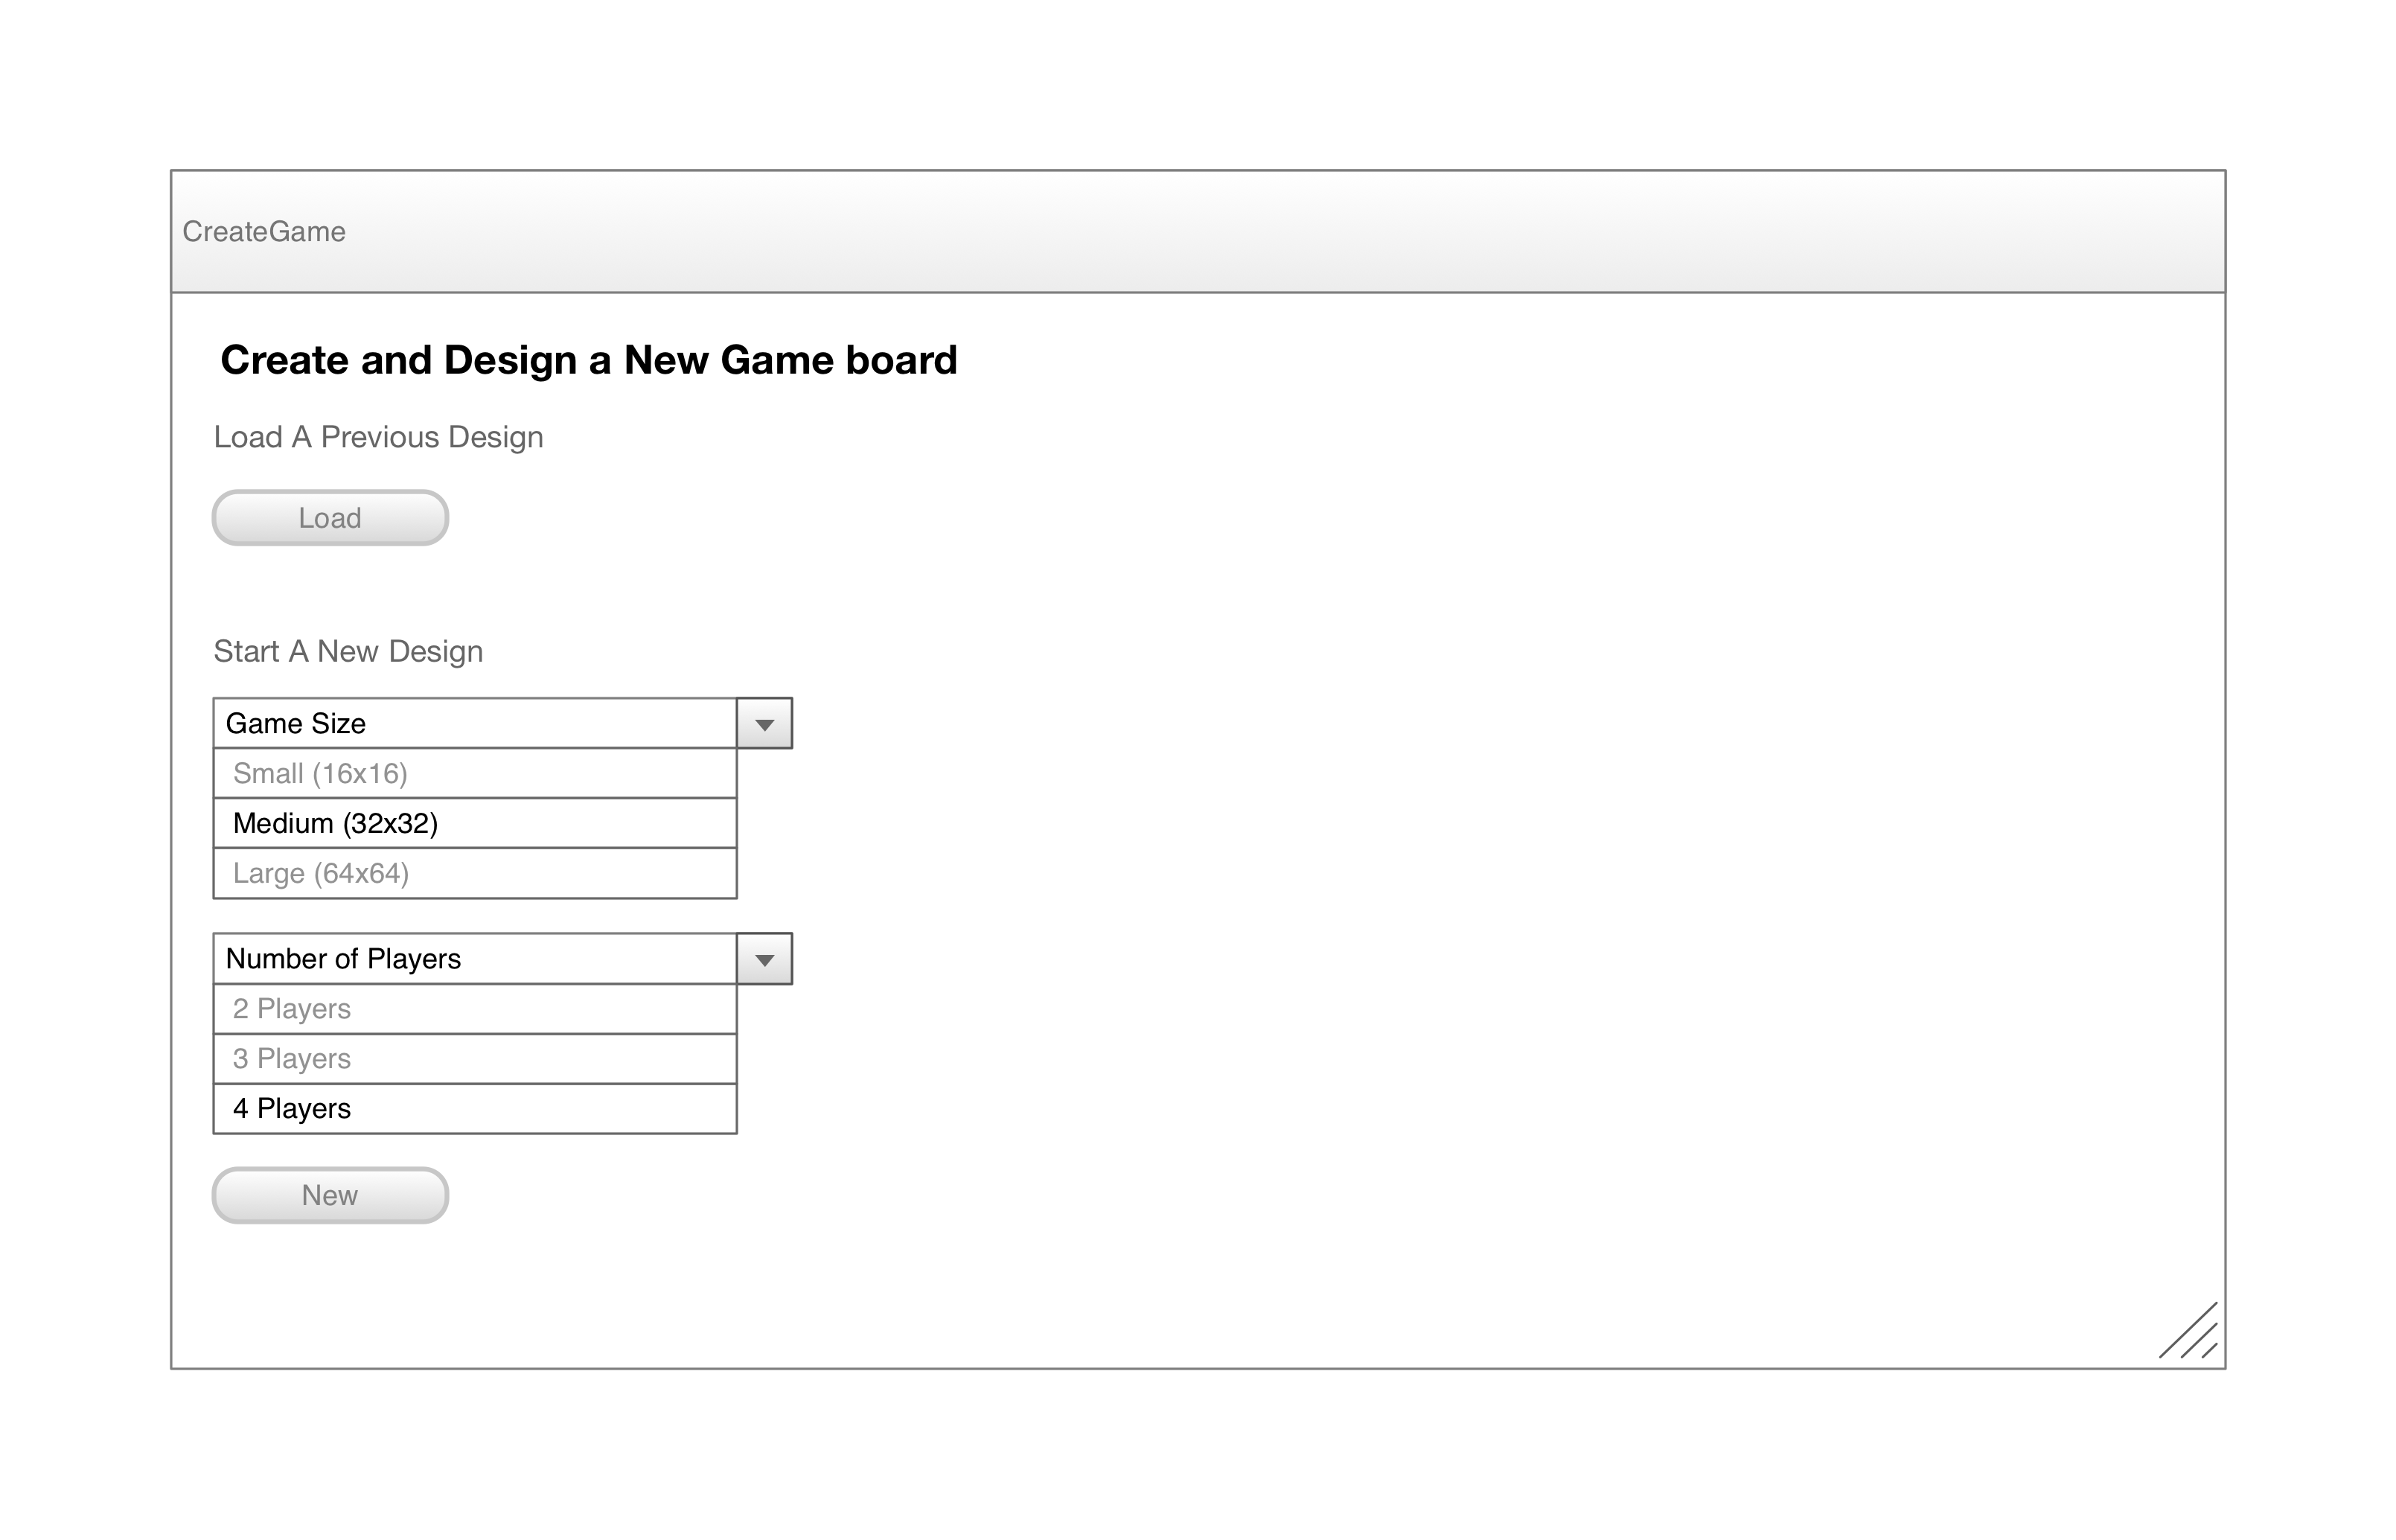 CreateGame
Create and Design a New Game board
Load A Previous Design
Load
Start A New Design
Game Size
Small (16x16)
Medium (32x32)
Large (64x64)
Number of Players
2 Players
3 Players
4 Players
New